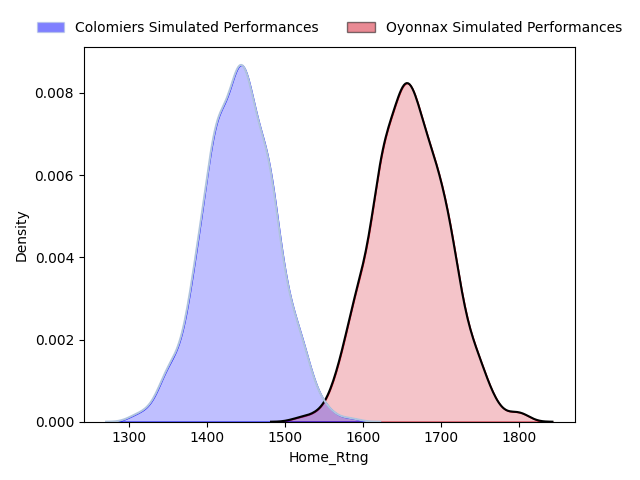 Colomiers Simulated Performances Oyonnax Simulated Performances
0.008
0.006
0.004
0.002
0.000
Density
1300 1400 1500 1600 1700 1800
Home_Rtng